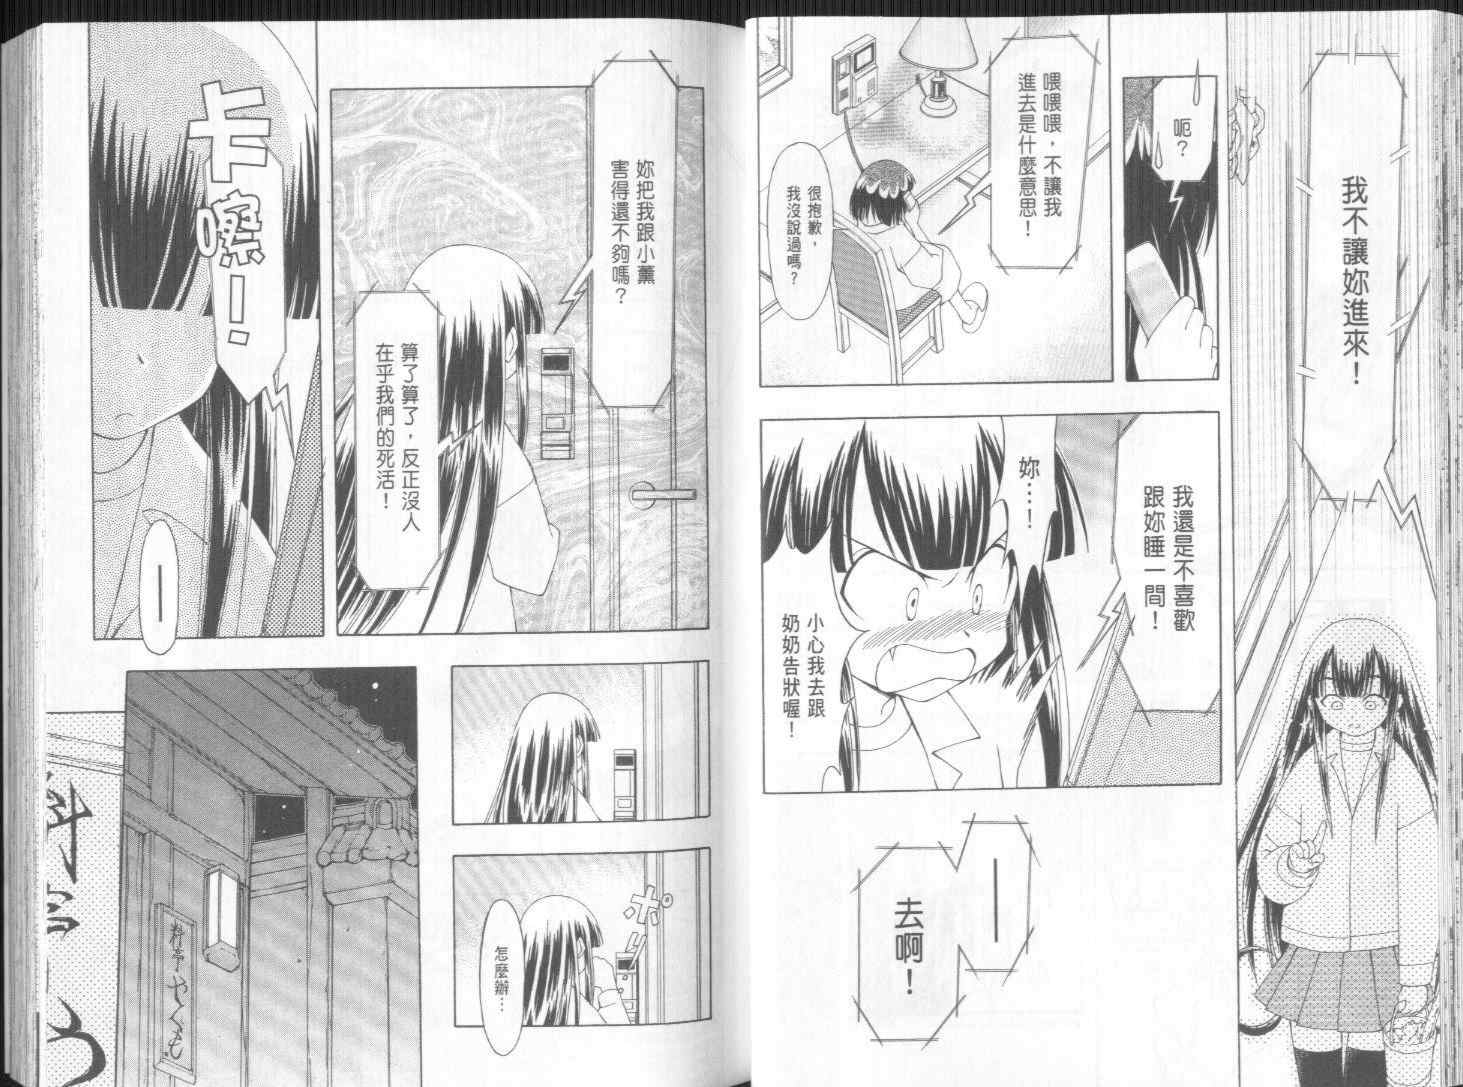 我不讓妳進來！
呃？
喂喂喂，不讓我
進去是什麼意思！
很抱歉，
我沒說過嗎？
我還是不喜歡
跟妳睡一間！
妳…！
小心我去跟
奶奶告狀喔！
—
去啊！
妳把我跟小薰
害得還不夠嗎？
算了算了，反正沒人
在乎我們的死活！
卡嚓！
—
ポリ
怎麼辦…
料亭やくも